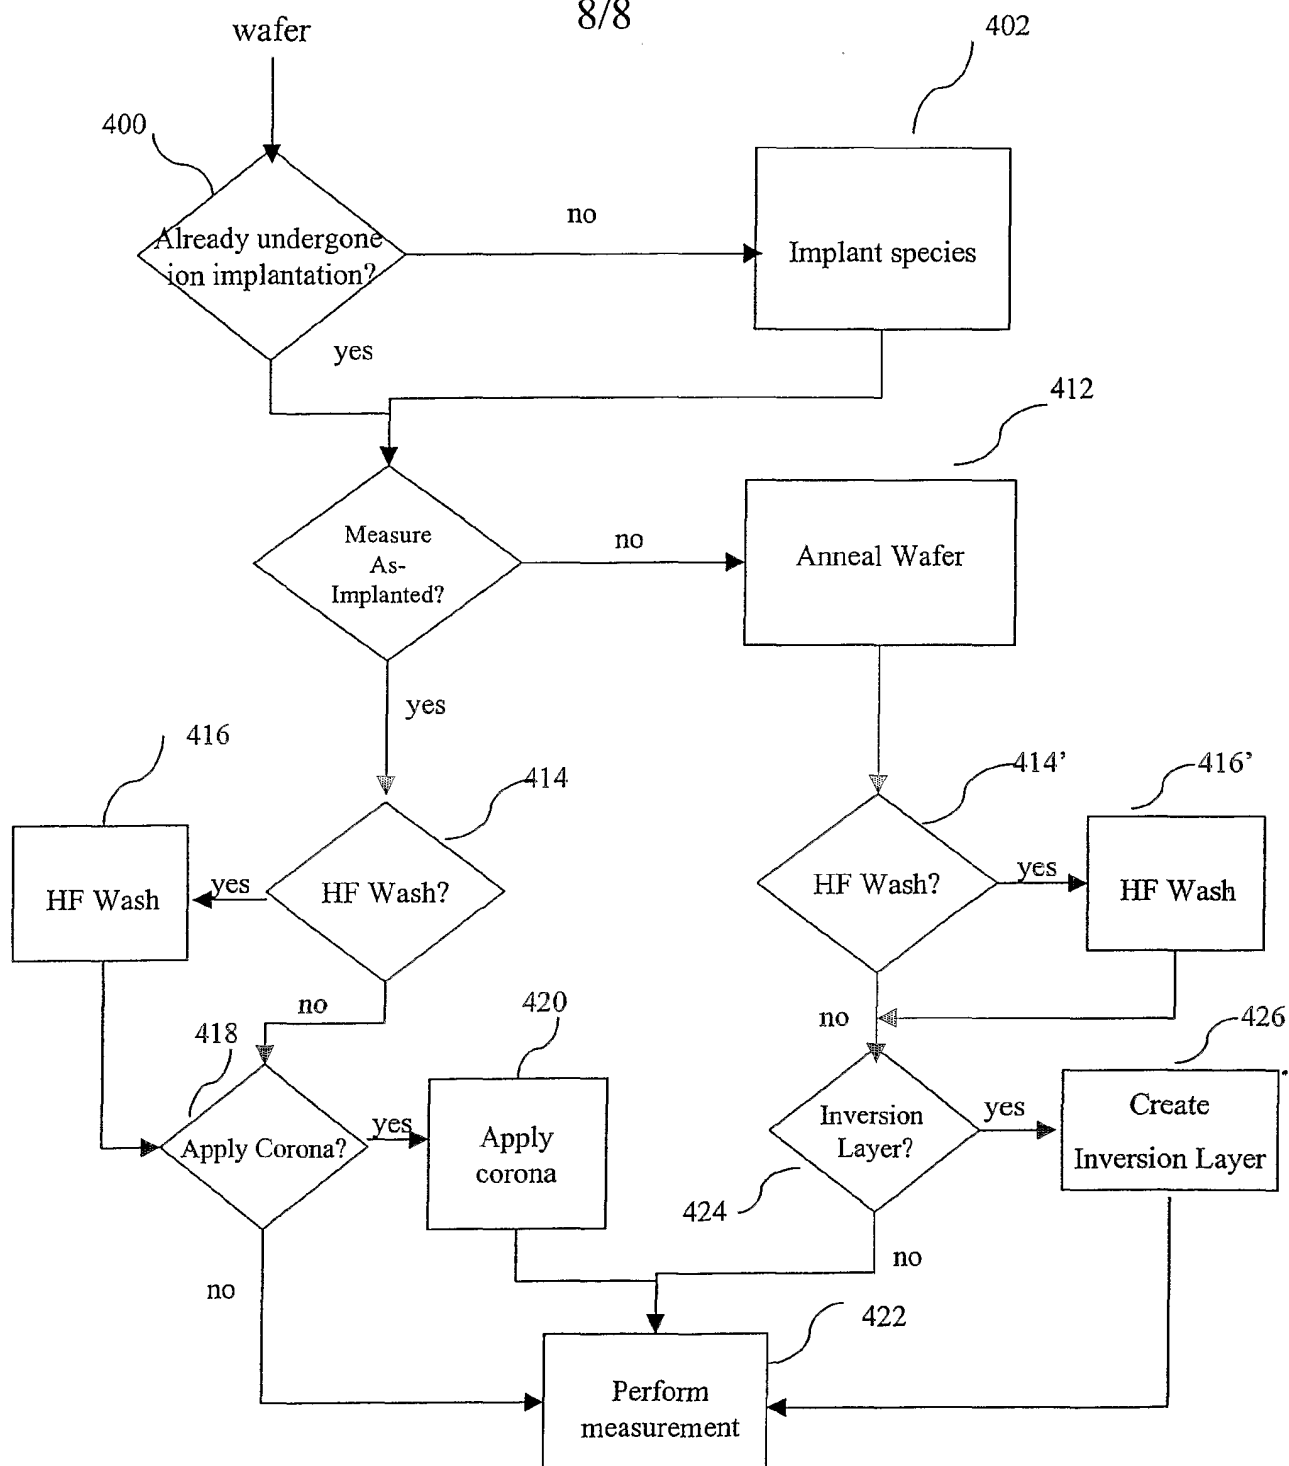 8/8
wafer
402
400
no
Already undergone
ion implantation?
Implant species
yes
412
Measure
As-
Implanted?
no
Anneal Wafer
yes
416
414
414’
416’
HF Wash
yes
HF Wash?
HF Wash?
yes
HF Wash
no
420
no
426
418
Apply Corona?
yes
Apply
corona
Inversion
Layer?
yes
Create
Inversion Layer
424
no
no
422
Perform
measurement